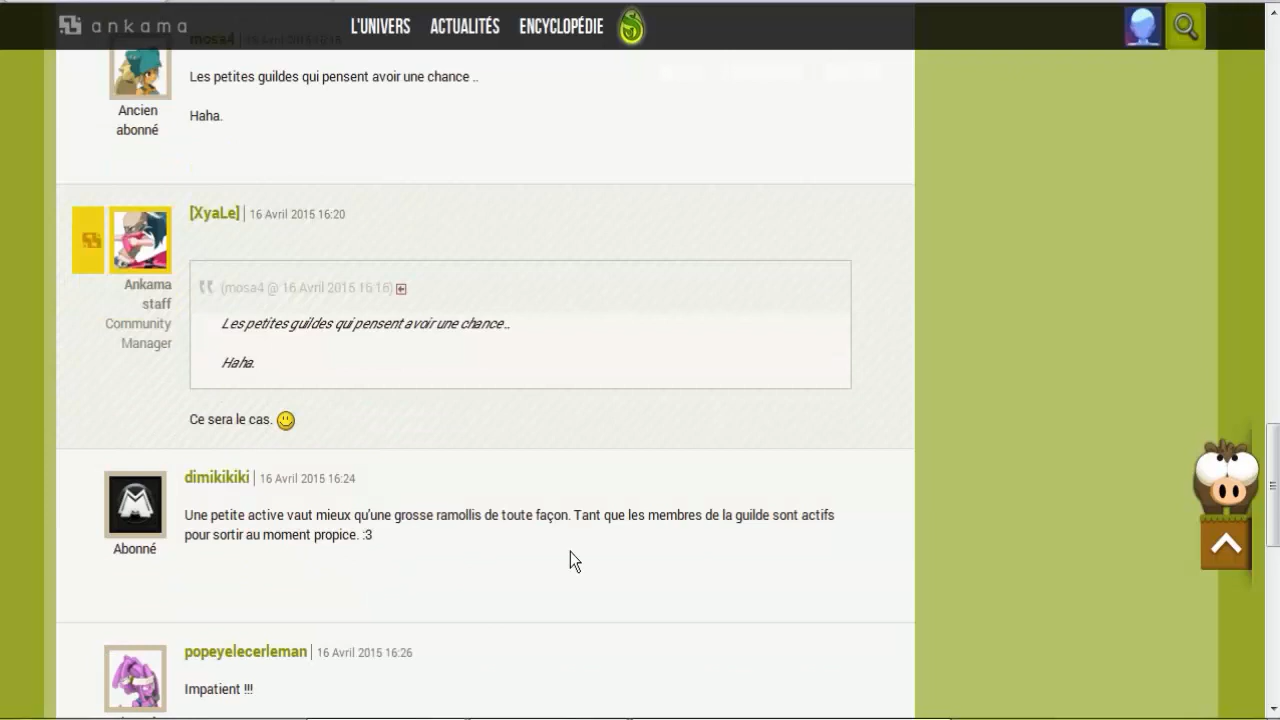 ankama L'UNIVERS ACTUALITÉS ENCYCLOPÉDIE
mosa4
Les petites guildes qui pensent avoir une chance ..
Haha.
Ancien
abonné
[XyaLe] | 16 Avril 2015 16:20
(mosa4 @ 16 Avril 2015 16:16)
Les petites guildes qui pensent avoir une chance ..
Haha.
Ankama
staff
Community
Manager
Ce sera le cas.
dimikikiki | 16 Avril 2015 16:24
Une petite active vaut mieux qu'une grosse ramollis de toute façon. Tant que les membres de la guilde sont actifs
pour sortir au moment propice. :3
Abonné
popeyelecerleman | 16 Avril 2015 16:26
Impatient !!!